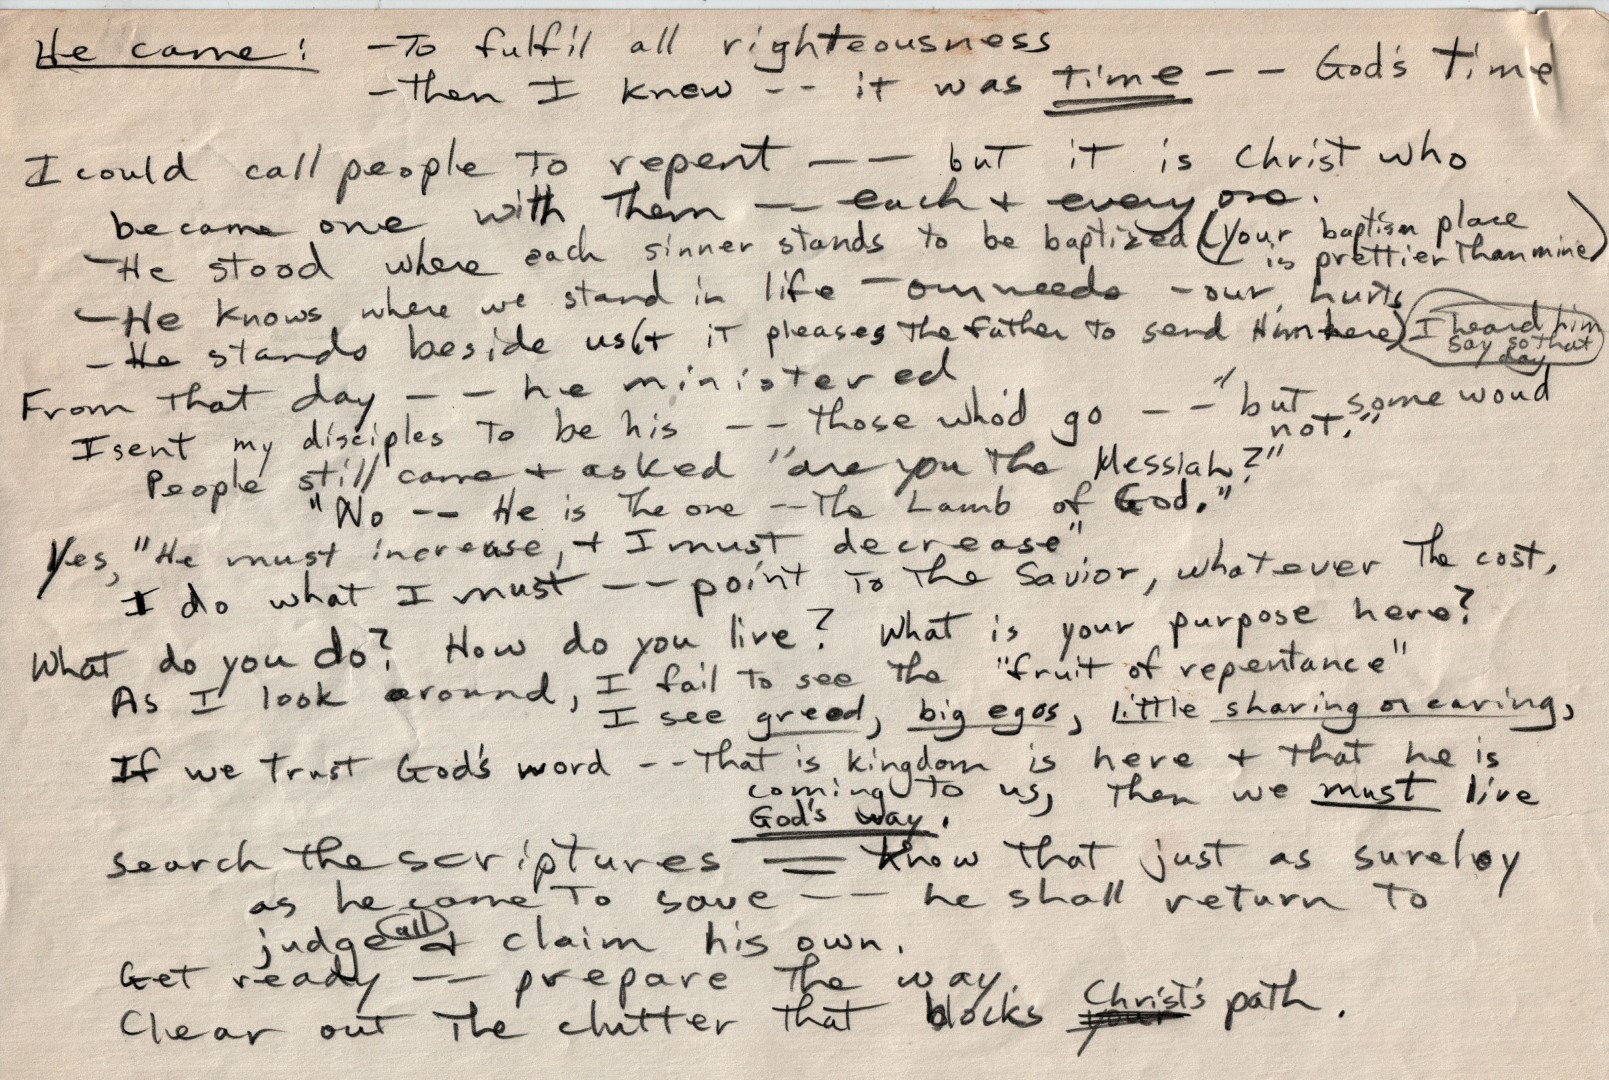 He came: - To fulfil all righteousness
- then I knew -- it was time -- God's time
I could call people to repent -- but it is Christ who
became one with them -- each + every one.
- He stood where each sinner stands to be baptized (your baptism place
is prettier than mine)
- He knows where we stand in life - our needs - our hurts
- He stands beside us (+ it pleases the Father to send Him here) I heard him
say so that
day
From that day -- he ministered
I sent my disciples to be his -- those who'd go -- "but some woud
not."
People still came + asked "are you the Messiah?"
"No -- He is the one -- the Lamb of God."
Yes, "He must increase, + I must decrease"
I do what I must -- point to the Savior, whatever the cost.
What do you do? How do you live? What is your purpose here?
As I look around, I fail to see the "fruit of repentance"
I see greed, big egos, little sharing or caring,
If we trust God's word -- that is kingdom is here + that he is
coming to us, then we must live
God's way.
search the scriptures -- know that just as sureloy
as he came to save -- he shall return to
judge all + claim his own.
Get ready -- prepare the way.
Clear out the clutter that blocks your Christ's path.